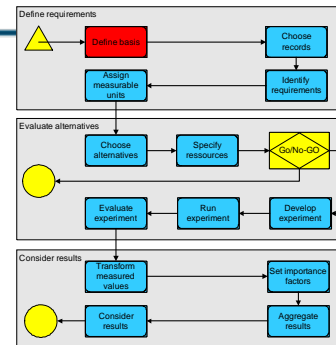 Define requirements
Define basis
Choose
records
Assign
measurable
units
Identify
requirements
Evaluate alternatives
Choose
alternatives
Specify
ressources
Go/No-GO
Evaluate
experiment
Run
experiment
Develop
experiment
Consider results
Transform
measured
values
Set importance
factors
Consider
results
Aggregate
results